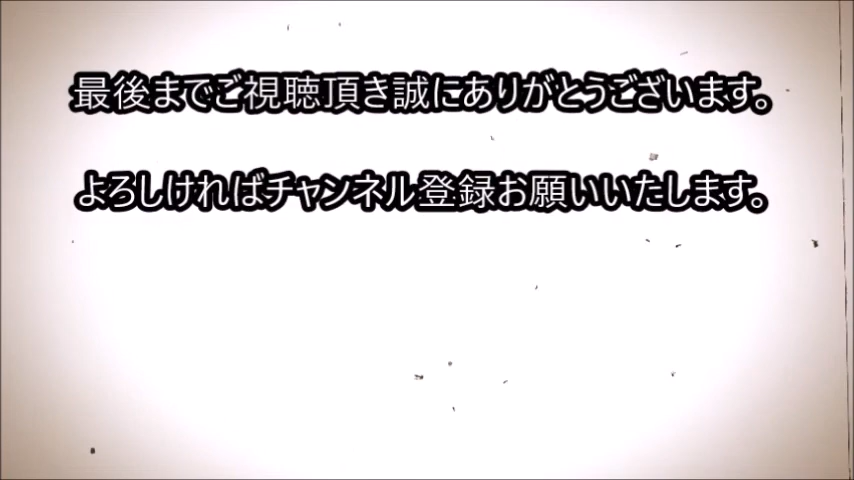 最後までご視聴頂き誠にありがとうございます。
よろしければチャンネル登録お願いいたします。